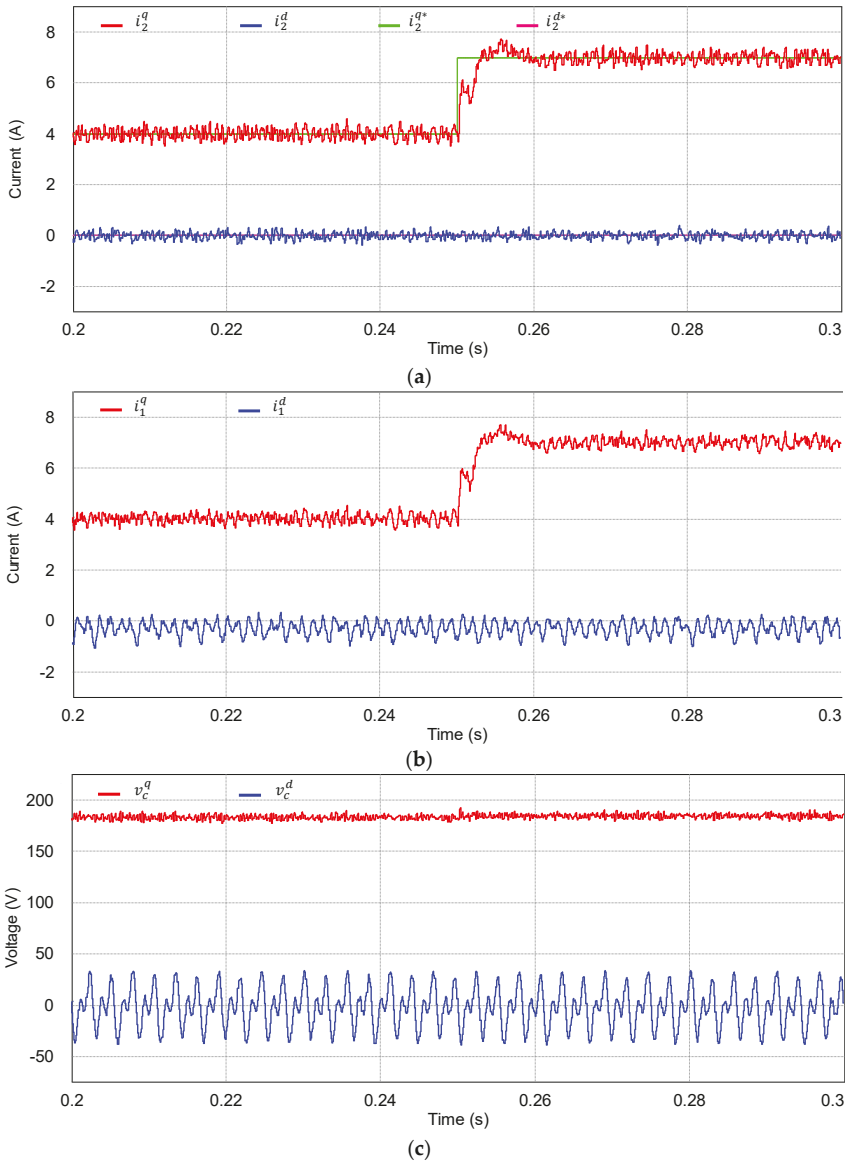 i₂^q i₂^d i₂^q* i₂^d*
8
6
4
2
0
-2
Current (A)
0.2 0.22 0.24 0.26 0.28 0.3
Time (s)
(a)
i₁^q i₁^d
8
6
4
2
0
-2
Current (A)
0.2 0.22 0.24 0.26 0.28 0.3
Time (s)
(b)
v_c^q v_c^d
200
150
100
50
0
-50
Voltage (V)
0.2 0.22 0.24 0.26 0.28 0.3
Time (s)
(c)